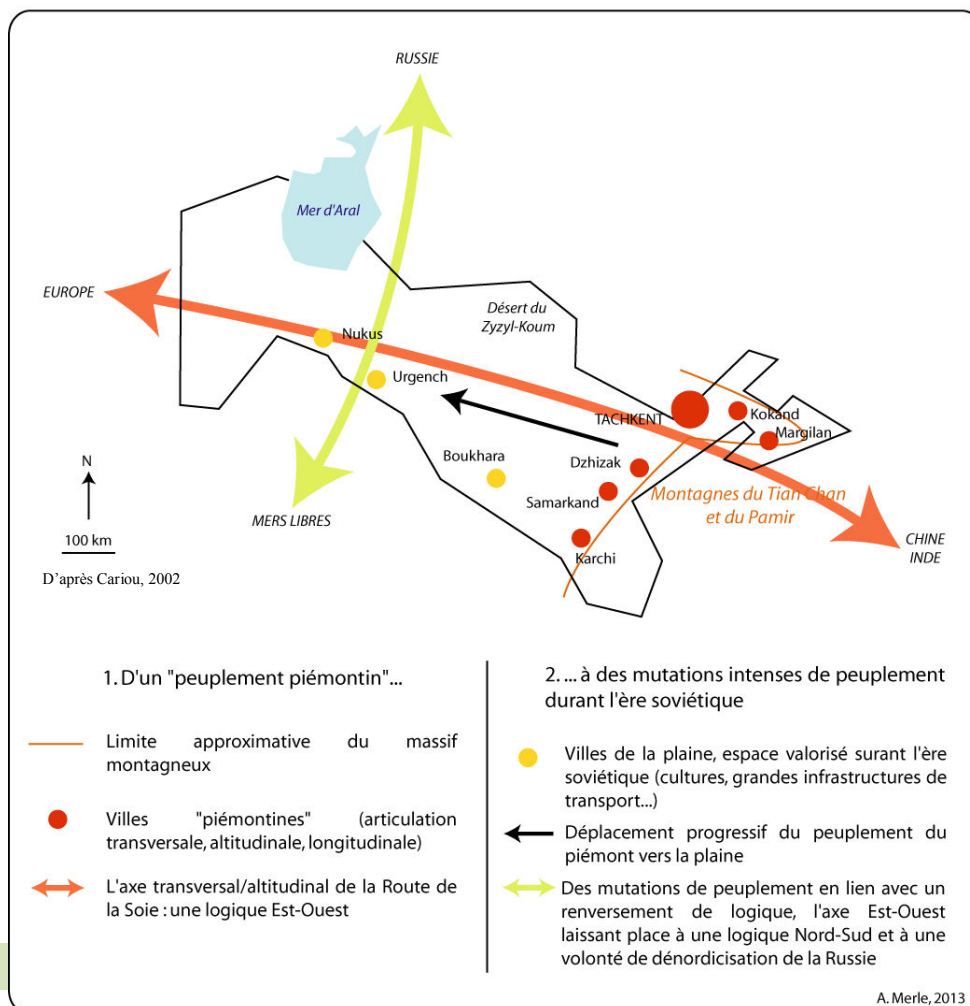 RUSSIE
Mer d'Aral
EUROPE
Désert du
Zyzyl-Koum
Nukus
Urgench
TACHKENT
Kokand
Margilan
Boukhara
Dzhizak
Samarkand
Montagnes du Tian Chan
et du Pamir
Karchi
N
MERS LIBRES
100 km
CHINE
INDE
D'après Cariou, 2002
1. D'un "peuplement piémontin"...
Limite approximative du massif
montagneux
Villes "piémontines" (articulation
transversale, altitudinale, longitudinale)
L'axe transversal/altitudinal de la Route de
la Soie : une logique Est-Ouest
2. ... à des mutations intenses de peuplement
durant l'ère soviétique
Villes de la plaine, espace valorisé surant l'ère
soviétique (cultures, grandes infrastructures de
transport...)
Déplacement progressif du peuplement du
piémont vers la plaine
Des mutations de peuplement en lien avec un
renversement de logique, l'axe Est-Ouest
laissant place à une logique Nord-Sud et à une
volonté de dénordicisation de la Russie
A. Merle, 2013